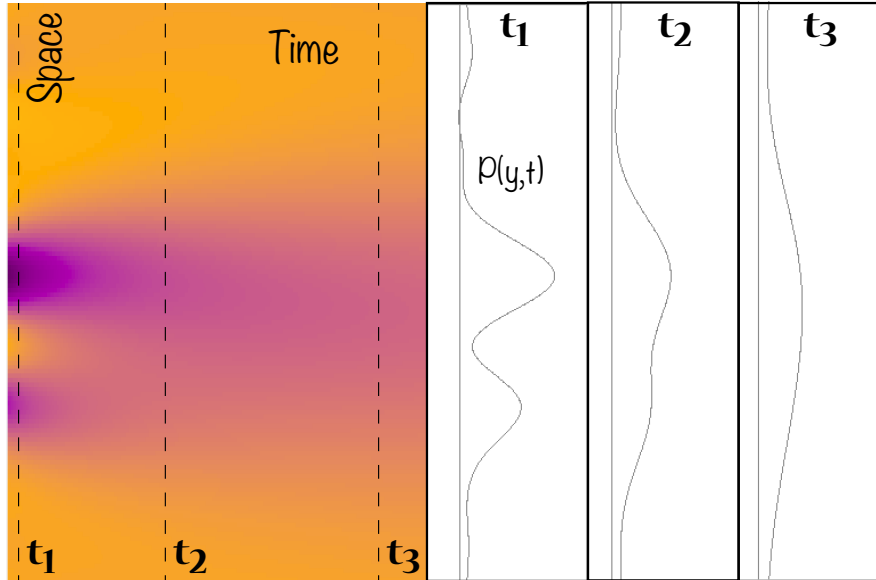 Space
Time
t₁
t₂
t₃
t₁
p(y,t)
t₂
t₃